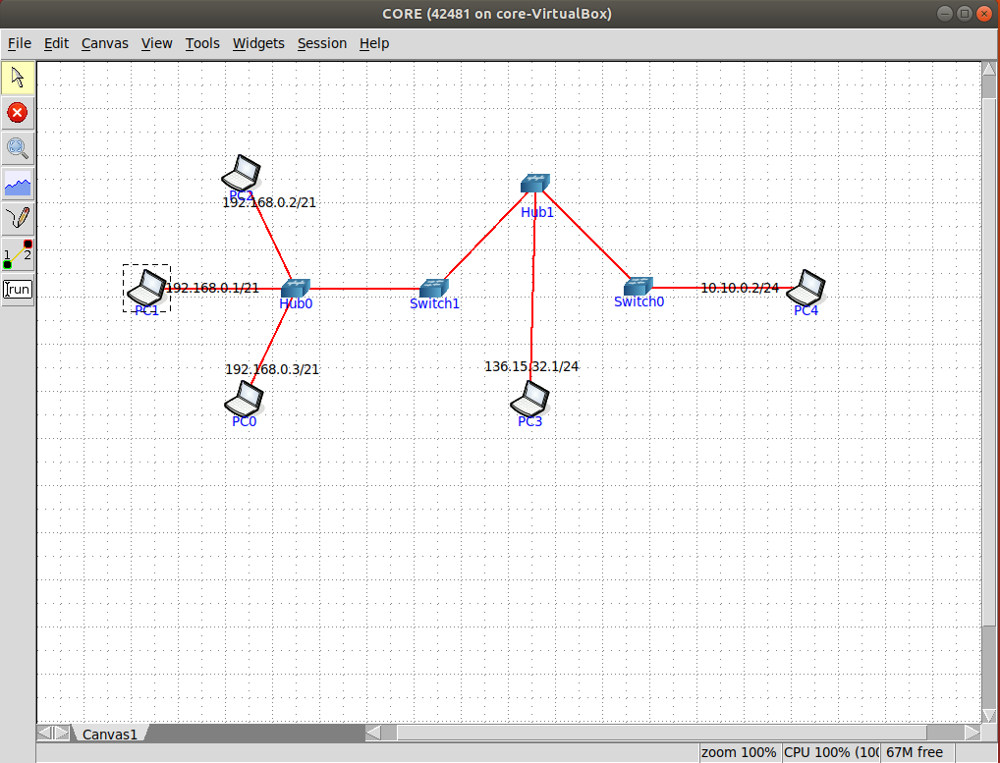 CORE (42481 on core-VirtualBox)
File Edit Canvas View Tools Widgets Session Help
1 2
run
PC2
192.168.0.2/21
Hub1
192.168.0.1/21
PC1
Hub0
Switch1
Switch0
10.10.0.2/24
PC4
192.168.0.3/21
PC0
136.15.32.1/24
PC3
Canvas1
zoom 100% CPU 100% (100 67M free